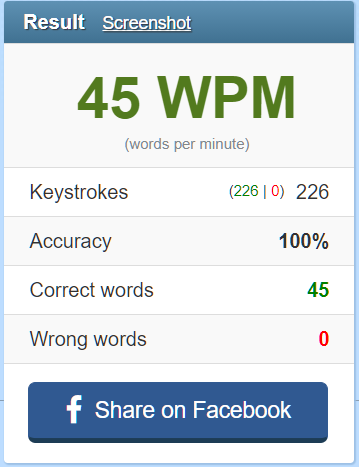 Result Screenshot
45 WPM
(words per minute)
Keystrokes (226 | 0) 226
Accuracy 100%
Correct words 45
Wrong words 0
f Share on Facebook